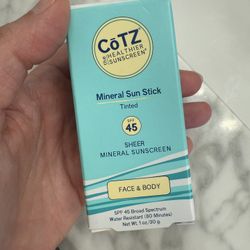 CōTZ
HEALTHIER
SUNSCREEN
Mineral Sun Stick
Tinted
SPF
45
SHEER
MINERAL SUNSCREEN
FACE & BODY
SPF 45 Broad Spectrum
Water Resistant (80 Minutes)
Net Wt. 1 oz/30 g